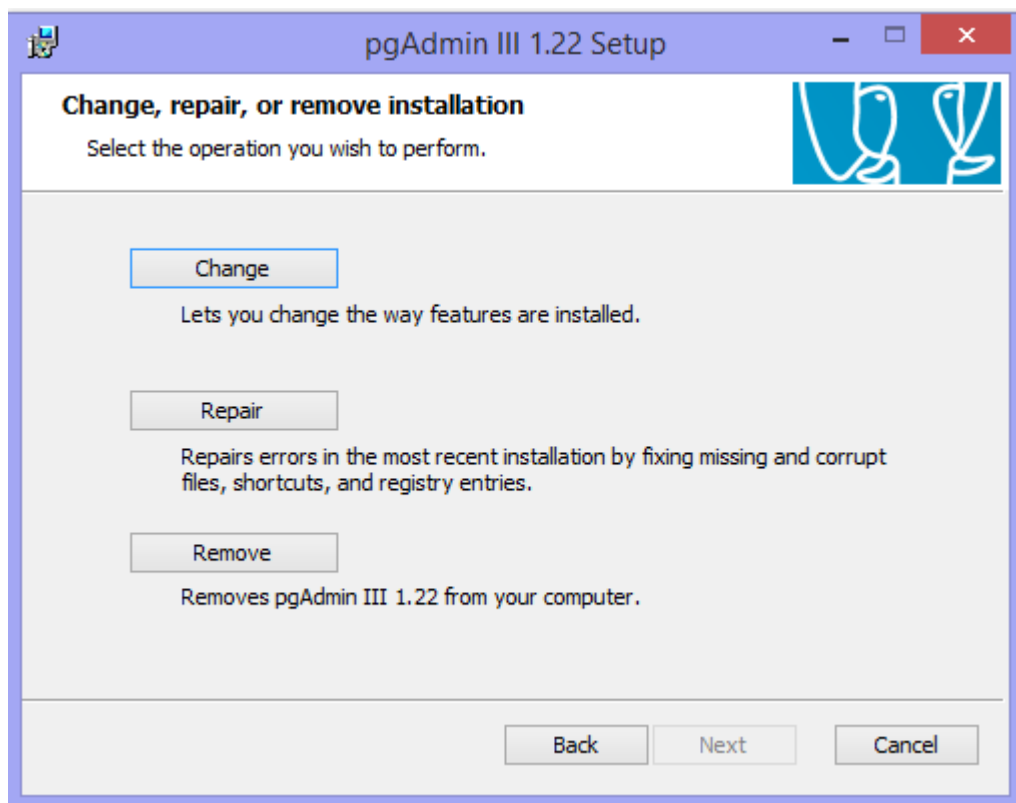 pgAdmin III 1.22 Setup
Change, repair, or remove installation
Select the operation you wish to perform.
Change
Lets you change the way features are installed.
Repair
Repairs errors in the most recent installation by fixing missing and corrupt
files, shortcuts, and registry entries.
Remove
Removes pgAdmin III 1.22 from your computer.
Back
Next
Cancel